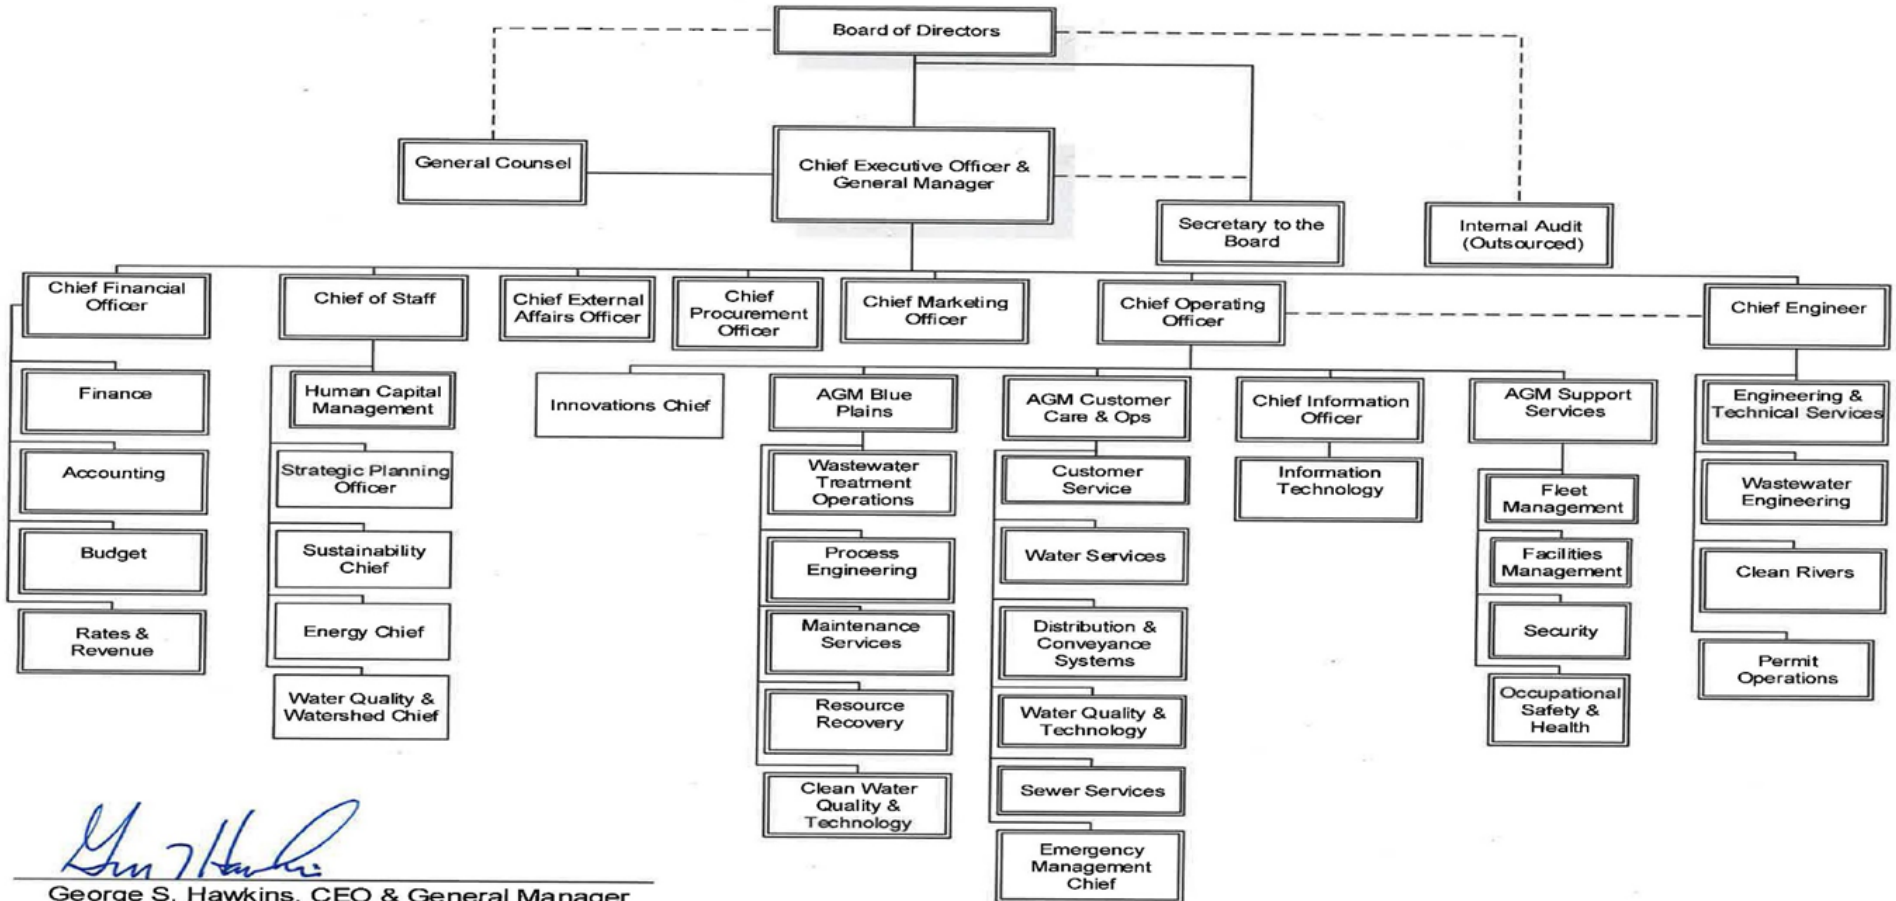 Board of Directors
General Counsel
Chief Executive Officer &
General Manager
Secretary to the
Board
Internal Audit
(Outsourced)
Chief Financial
Officer
Chief of Staff
Chief External
Affairs Officer
Chief
Procurement
Officer
Chief Marketing
Officer
Chief Operating
Officer
Chief Engineer
Finance
Accounting
Budget
Rates &
Revenue
Human Capital
Management
Strategic Planning
Officer
Sustainability
Chief
Energy Chief
Water Quality &
Watershed Chief
Innovations Chief
AGM Blue
Plains
Wastewater
Treatment
Operations
Process
Engineering
Maintenance
Services
Resource
Recovery
Clean Water
Quality &
Technology
AGM Customer
Care & Ops
Customer
Service
Water Services
Distribution &
Conveyance
Systems
Water Quality &
Technology
Sewer Services
Emergency
Management
Chief
Chief Information
Officer
Information
Technology
AGM Support
Services
Fleet
Management
Facilities
Management
Security
Occupational
Safety &
Health
Engineering &
Technical Services
Wastewater
Engineering
Clean Rivers
Permit
Operations
George S. Hawkins, CEO & General Manager